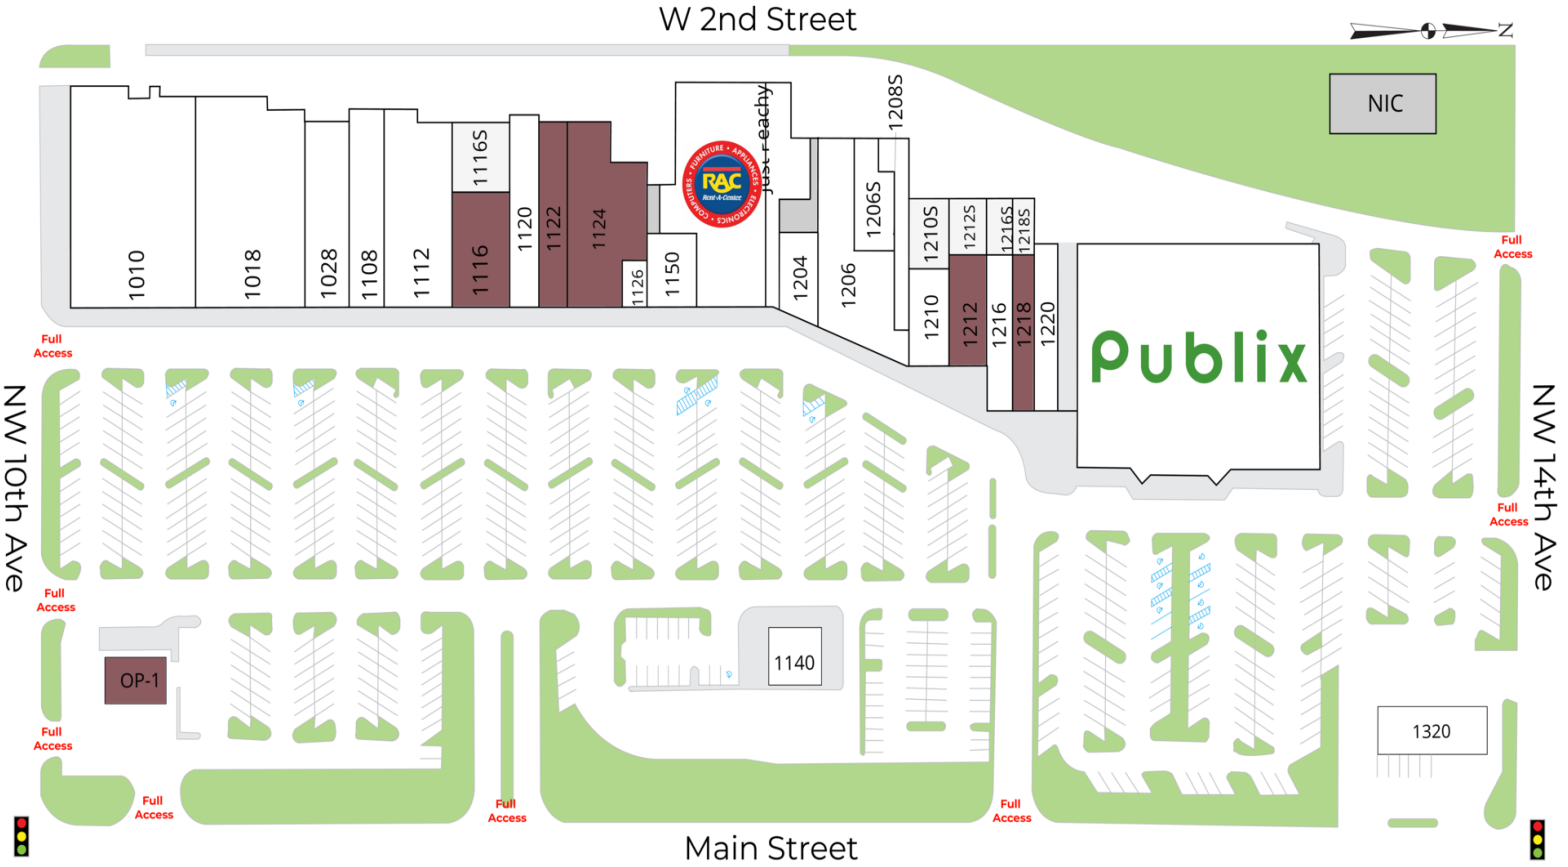 W 2nd Street
N
NIC
1208S
just peachy
1116S
FURNITURE • APPLIANCES • ELECTRONICS • COMPUTERS
RAC
Rent-A-Center
1010
1018
1028
1108
1112
1116
1120
1122
1124
1126
1150
1204
1206
1206S
1210S
1212S
1216S
1218S
1210
1212
1216
1218
1220
Publix
Full
Access
Full
Access
Full
Access
NW 10th Ave
NW 14th Ave
Full
Access
OP-1
1140
Full
Access
1320
Full
Access
Full
Access
Full
Access
Main Street